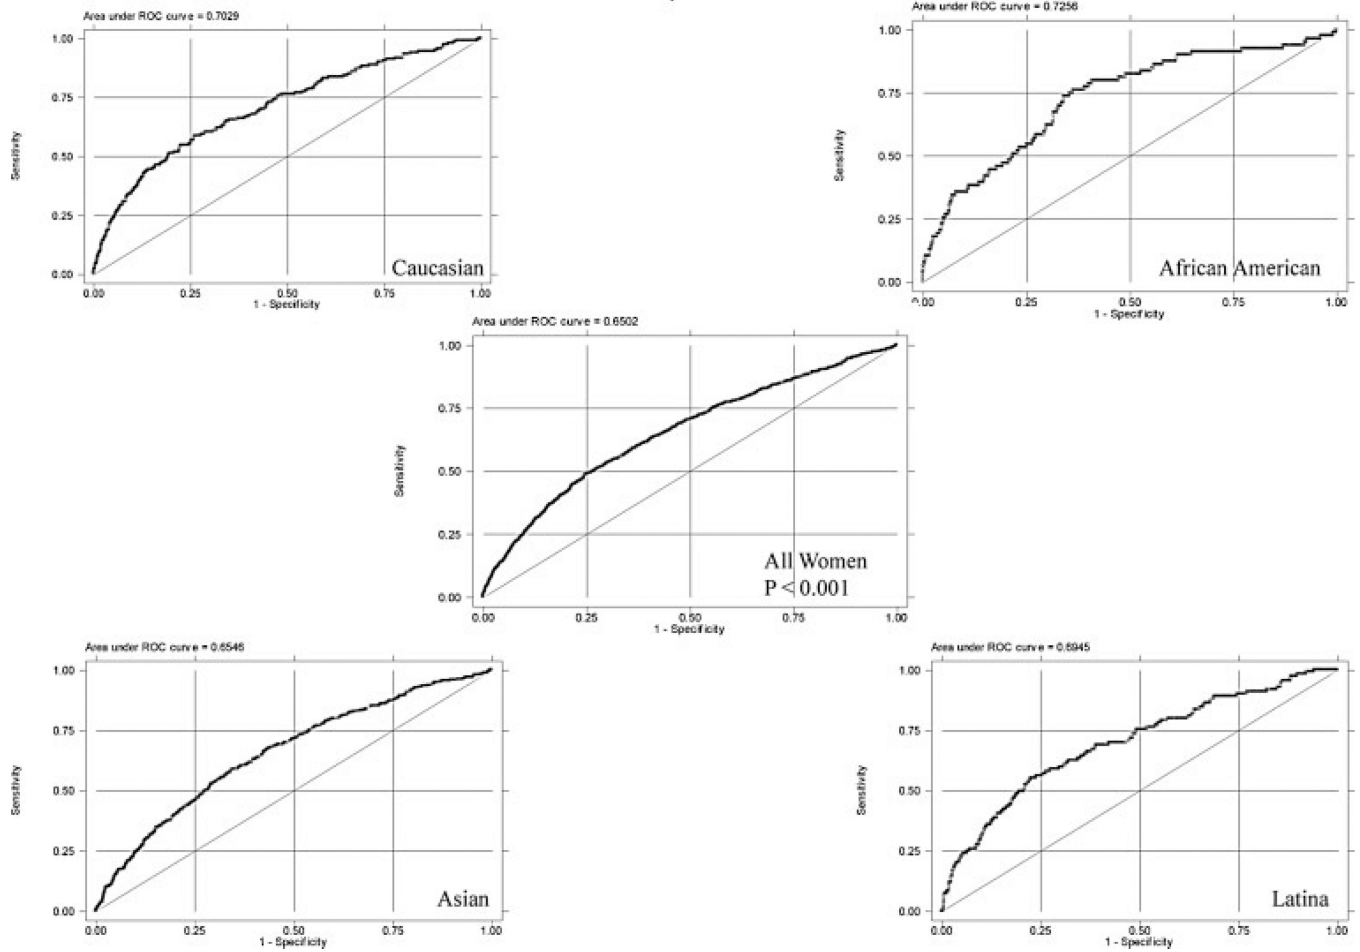 Area under ROC curve = 0.7029
Sensitivity
1.00
0.75
0.50
0.25
0.00
Caucasian
0.00 0.25 0.50 0.75 1.00
1 - Specificity
Area under ROC curve = 0.7256
Sensitivity
1.00
0.75
0.50
0.25
0.00
African American
0.25 0.50 0.75 1.00
1 - Specificity
Area under ROC curve = 0.6502
Sensitivity
1.00
0.75
0.50
0.25
0.00
All Women
P < 0.001
0.00 0.25 0.50 0.75 1.00
1 - Specificity
Area under ROC curve = 0.6546
Sensitivity
1.00
0.75
0.50
0.25
0.00
Asian
0.00 0.25 0.50 0.75 1.00
1 - Specificity
Area under ROC curve = 0.6945
Sensitivity
1.00
0.75
0.50
0.25
0.00
Latina
0.00 0.25 0.50 0.75 1.00
1 - Specificity